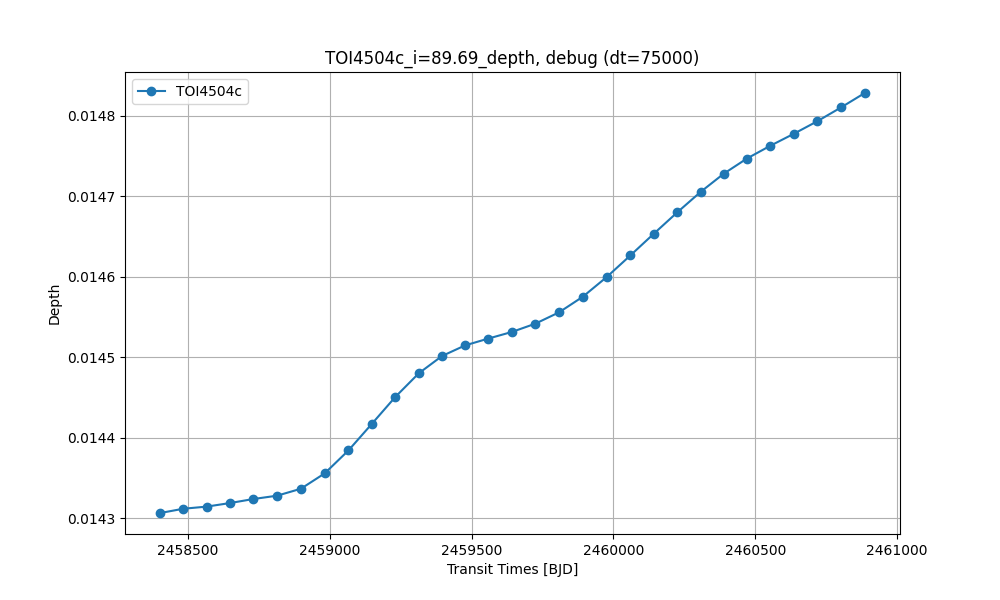 TOI4504c_i=89.69_depth, debug (dt=75000)
TOI4504c
0.0148
0.0147
0.0146
0.0145
0.0144
0.0143
Depth
2458500 2459000 2459500 2460000 2460500 2461000
Transit Times [BJD]